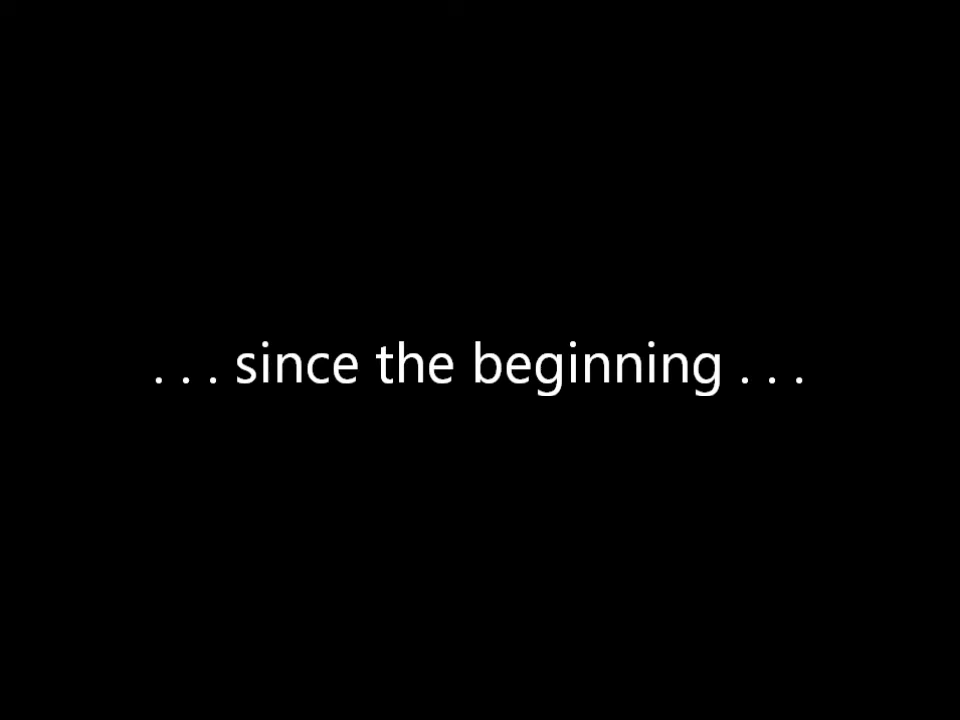 . . . since the beginning . . .